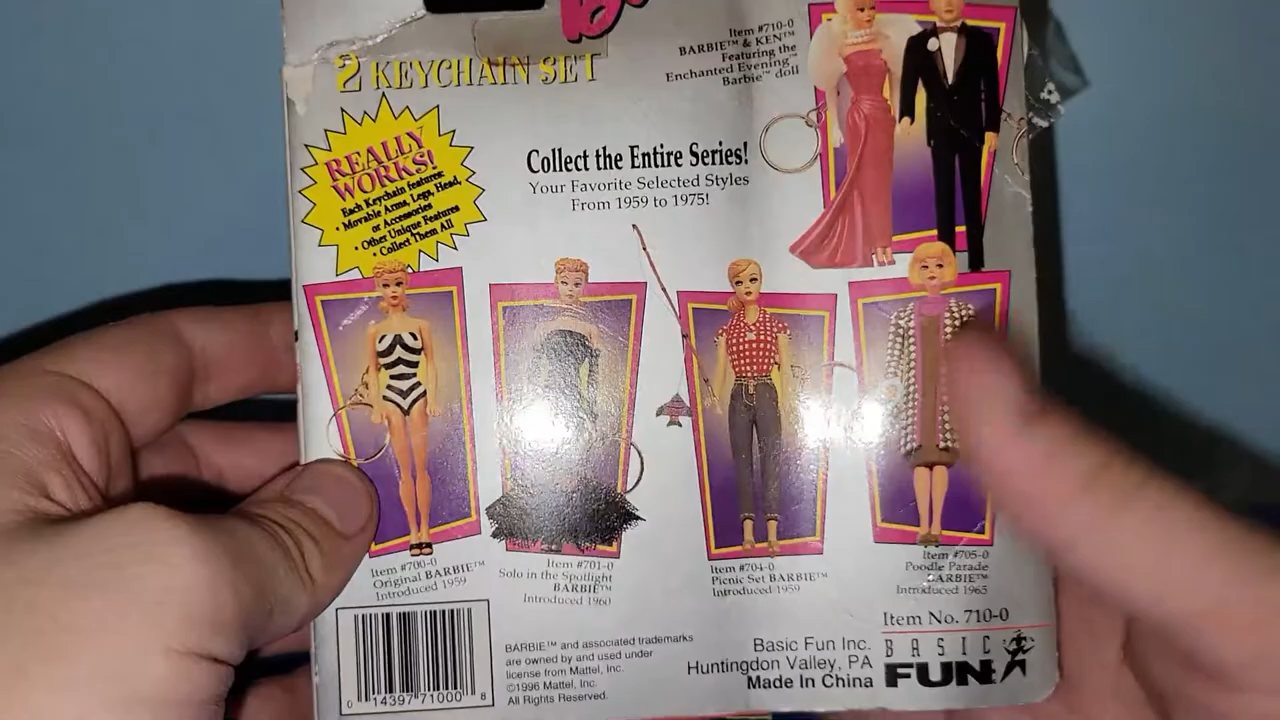 2 KEYCHAIN SET
Item #710-0
BARBIE™ & KEN™
Featuring the
Enchanted Evening™
Barbie™ doll
REALLY
WORKS!
Each Keychain features:
• Movable Arms, Legs, Head,
or Accessories
• Other Unique Features
• Collect Them All
Collect the Entire Series!
Your Favorite Selected Styles
From 1959 to 1975!
Item #700-0
Original BARBIE™
Introduced 1959
Item #701-0
Solo in the Spotlight
BARBIE™
Introduced 1960
Item #704-0
Picnic Set BARBIE™
Introduced 1959
Item #705-0
Poodle Parade
BARBIE™
Introduced 1965
Item No. 710-0
0 14397 71000 8
BARBIE™ and associated trademarks
are owned by and used under
license from Mattel, Inc.
©1996 Mattel, Inc.
All Rights Reserved.
Basic Fun Inc.
Huntingdon Valley, PA
Made In China
BASIC
FUN